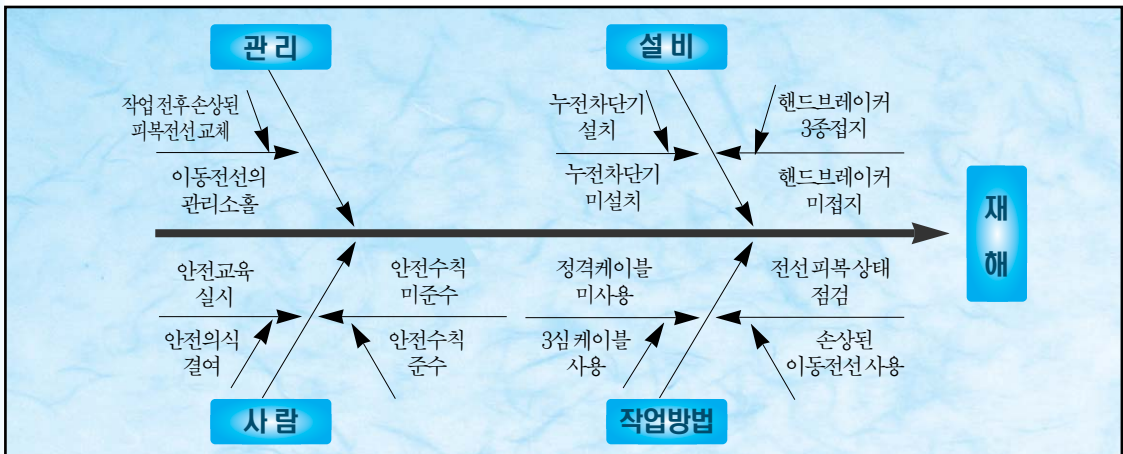 관 리
설 비
작업 전후 손상된
피복전선 교체
이동전선의
관리소홀
누전차단기
설치
누전차단기
미설치
핸드브레이커
3종접지
핸드브레이커
미접지
재
해
안전교육
실시
안전의식
결여
안전수칙
미준수
안전수칙
준수
정격케이블
미사용
3심 케이블
사용
전선 피복 상태
점검
손상된
이동전선 사용
사 람
작업방법